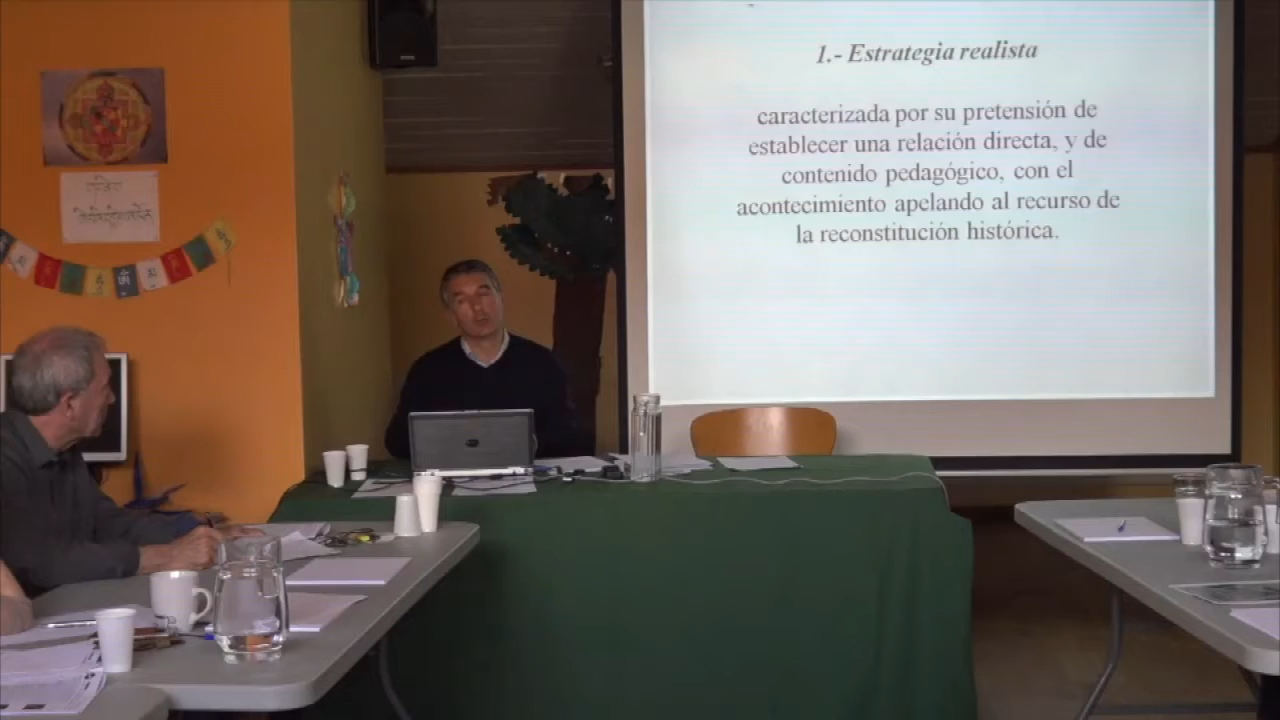 1.- Estrategia realista
caracterizada por su pretensión de
establecer una relación directa, y de
contenido pedagógico, con el
acontecimiento apelando al recurso de
la reconstitución histórica.